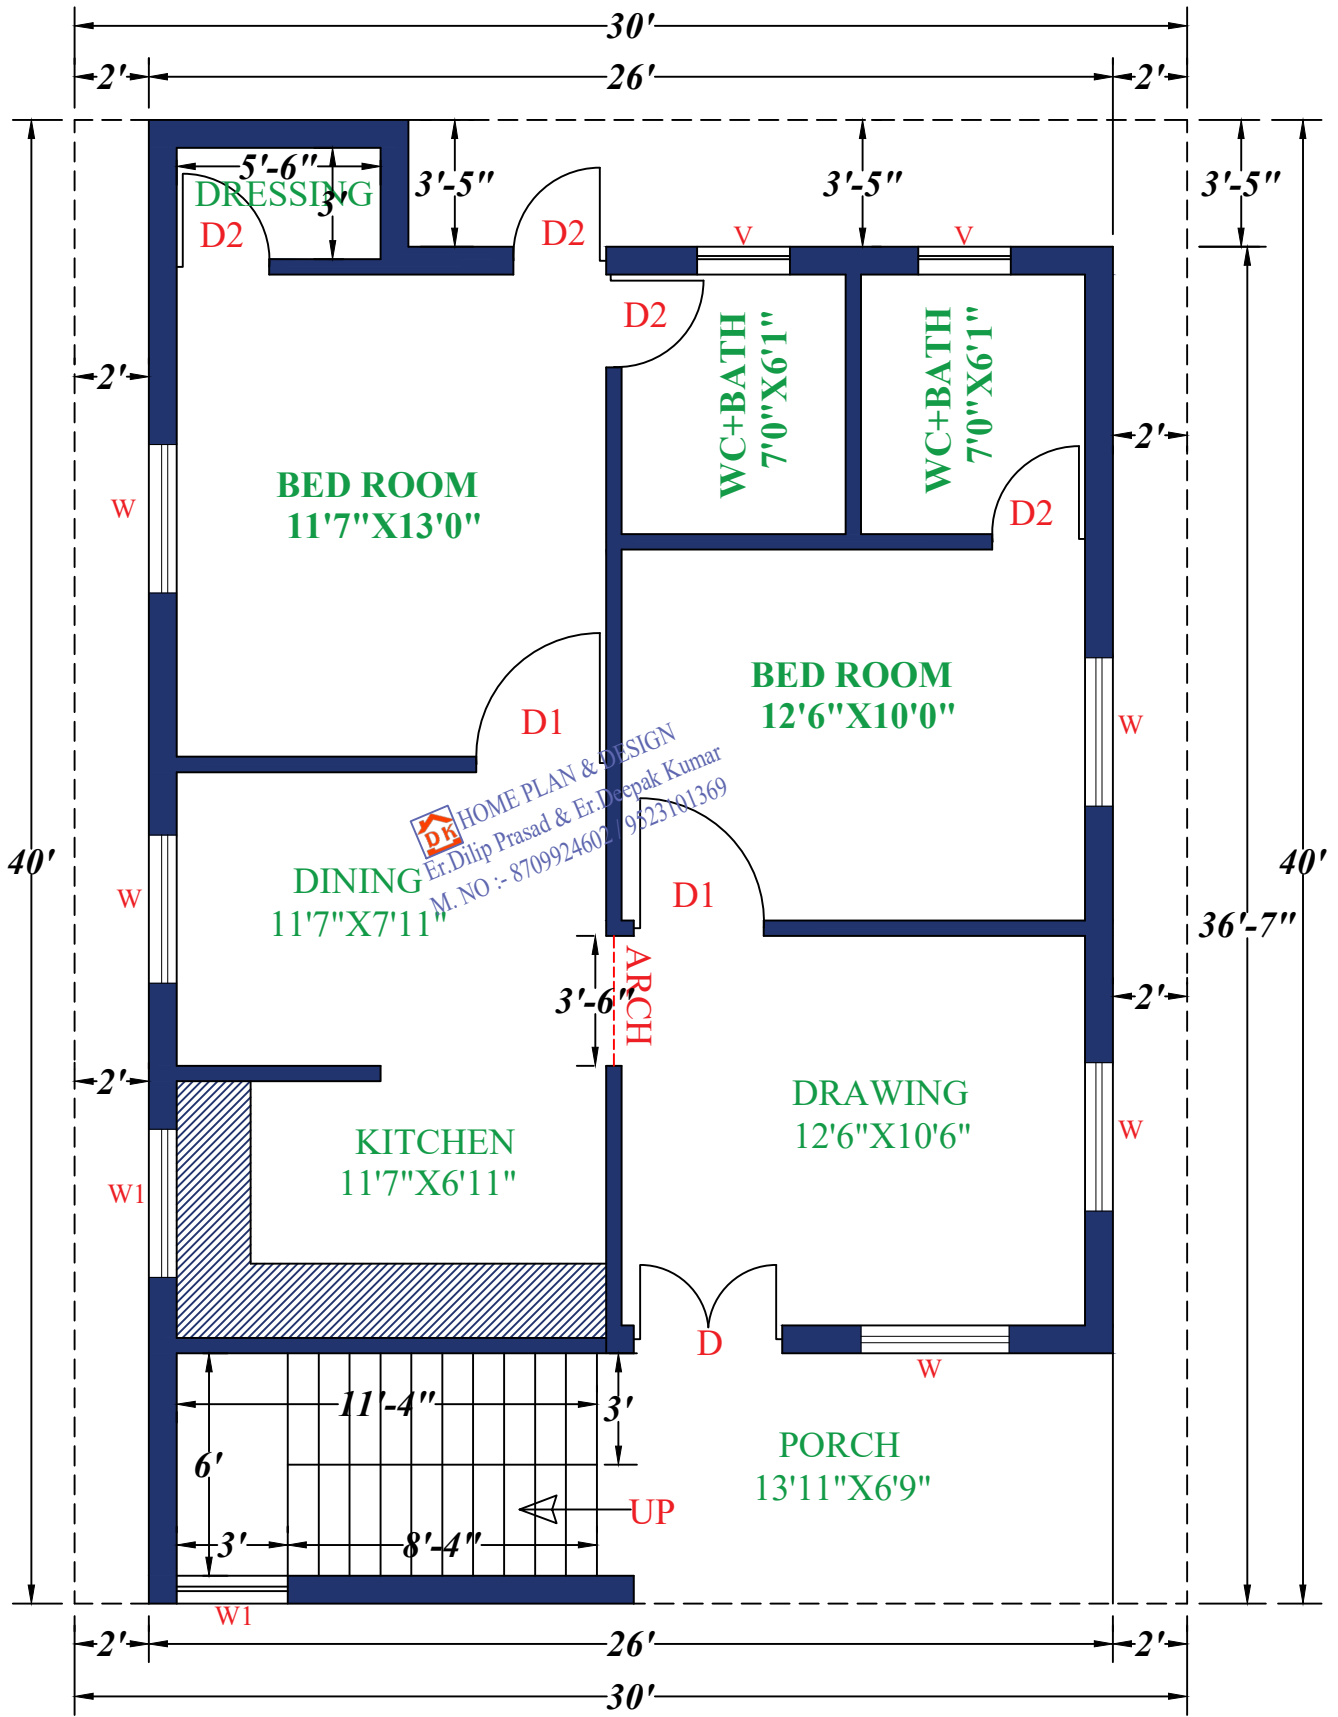 30'
2'
26'
2'
5'-6"
DRESSING
3'
3'-5"
3'-5"
3'-5"
D2
D2
V
V
D2
WC+BATH
7'0"X6'1"
WC+BATH
7'0"X6'1"
2'
2'
BED ROOM
11'7"X13'0"
W
D2
BED ROOM
12'6"X10'0"
W
D1
HOME PLAN & DESIGN
DK
Er.Dilip Prasad & Er.Deepak Kumar
M. NO :- 8709924602 / 9523101369
40'
40'
DINING
11'7"X7'11"
W
D1
36'-7"
3'-6"
ARCH
2'
2'
DRAWING
12'6"X10'6"
W
KITCHEN
11'7"X6'11"
W1
D
W
11'-4"
3'
6'
PORCH
13'11"X6'9"
UP
3'
8'-4"
W1
2'
26'
2'
30'